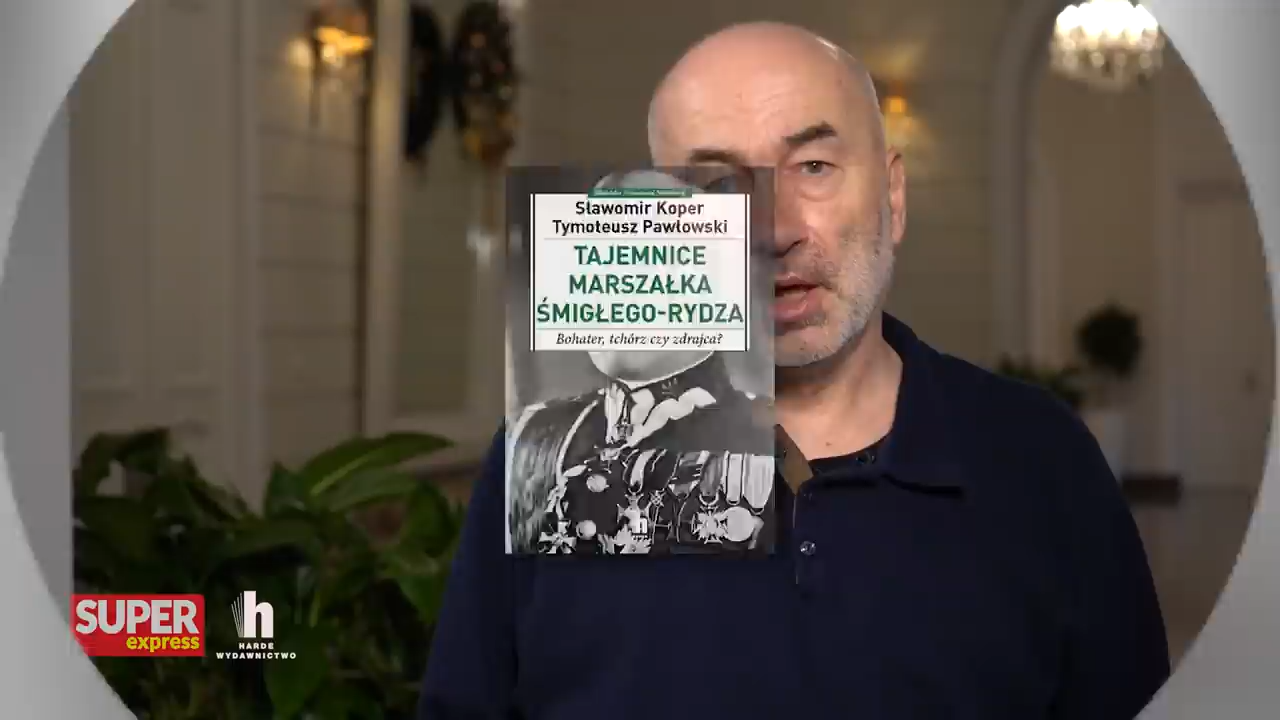 Sławomir Koper
Tymoteusz Pawłowski
TAJEMNICE
MARSZAŁKA
ŚMIGŁEGO-RYDZA
Bohater, tchórz czy zdrajca?
SUPER
express
h
HARDE
WYDAWNICTWO